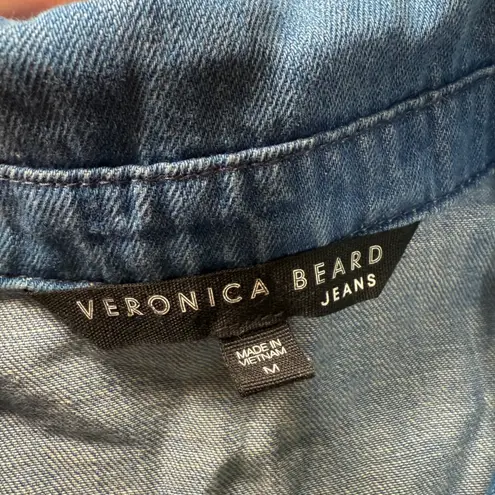 VERONICA BEARD
JEANS
MADE IN
VIETNAM
M